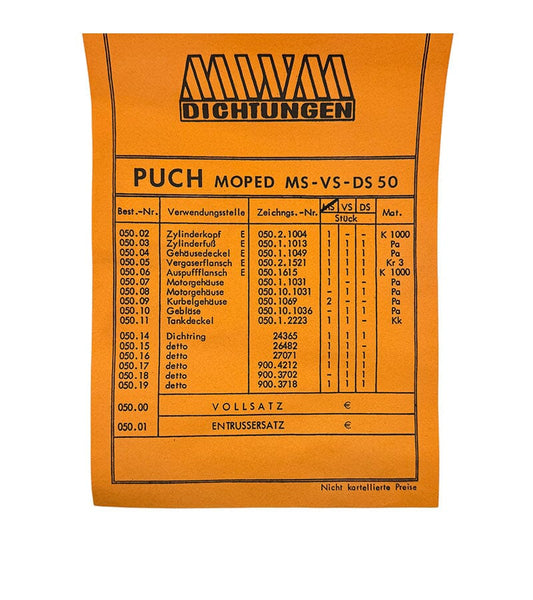 MWM
DICHTUNGEN
PUCH MOPED MS-VS-DS 50
Best.-Nr. Verwendungsstelle Zeichngs.-Nr. MS VS DS Mat.
Stück
050.02 Zylinderkopf E 050.2.1004 1 - - K 1000
050.03 Zylinderfuß E 050.1.1013 1 1 1 Pa
050.04 Gehäusedeckel E 050.1.1049 1 1 1 Pa
050.05 Vergaserflansch E 050.2.1521 1 1 1 Kr 3
050.06 Auspuffflansch E 050.1615 1 1 1 K 1000
050.07 Motorgehäuse 050.1.1031 1 - - Pa
050.08 Motorgehäuse 050.10.1031 - 1 1 Pa
050.09 Kurbelgehäuse 050.1069 2 - - Pa
050.10 Gebläse 050.10.1036 - 1 1 Pa
050.11 Tankdeckel 050.1.2223 1 1 1 Kk
050.14 Dichtring 24365 1 1 1
050.15 detto 26482 1 1 -
050.16 detto 27071 1 1 1
050.17 detto 900.4212 1 1 1
050.18 detto 900.3702 - 1 1
050.19 detto 900.3718 1 1 1
050.00 VOLLSATZ €
050.01 ENTRUSSERSATZ €
Nicht kartellierte Preise